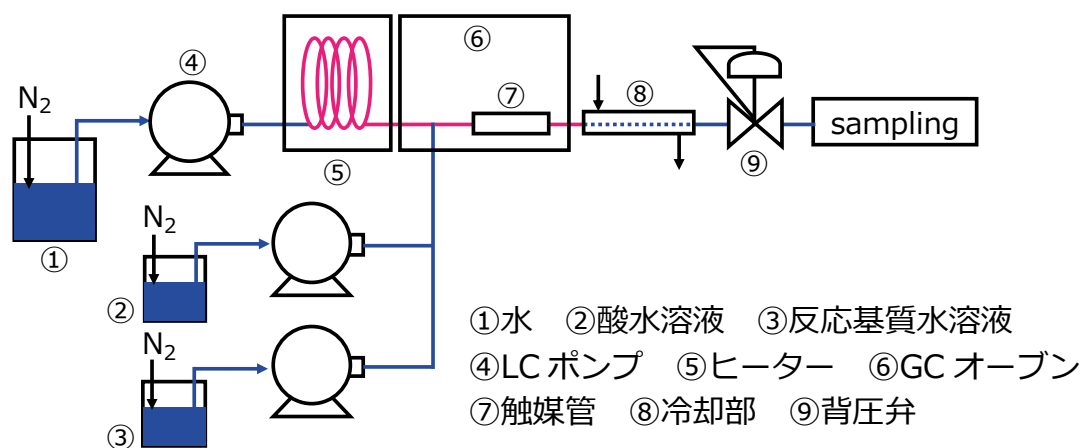 ④
⑥
N₂
⑦
⑧
sampling
⑤
⑨
①
N₂
②
①水 ②酸水溶液 ③反応基質水溶液
N₂
④LC ポンプ ⑤ヒーター ⑥GC オーブン
⑦触媒管 ⑧冷却部 ⑨背圧弁
③